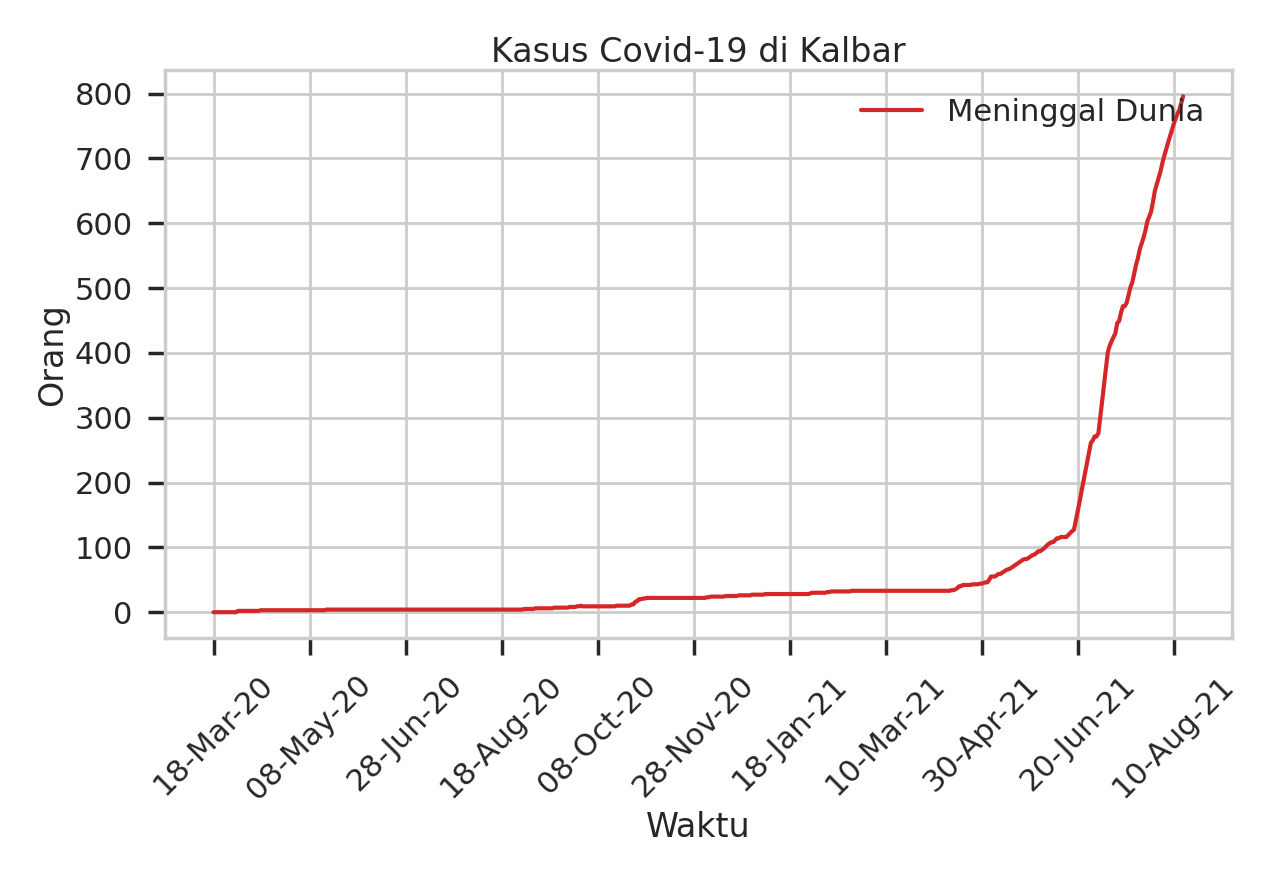 Kasus Covid-19 di Kalbar
Meninggal Dunia
800
700
600
500
400
300
200
100
0
Orang
18-Mar-20
08-May-20
28-Jun-20
18-Aug-20
08-Oct-20
28-Nov-20
18-Jan-21
10-Mar-21
30-Apr-21
20-Jun-21
10-Aug-21
Waktu